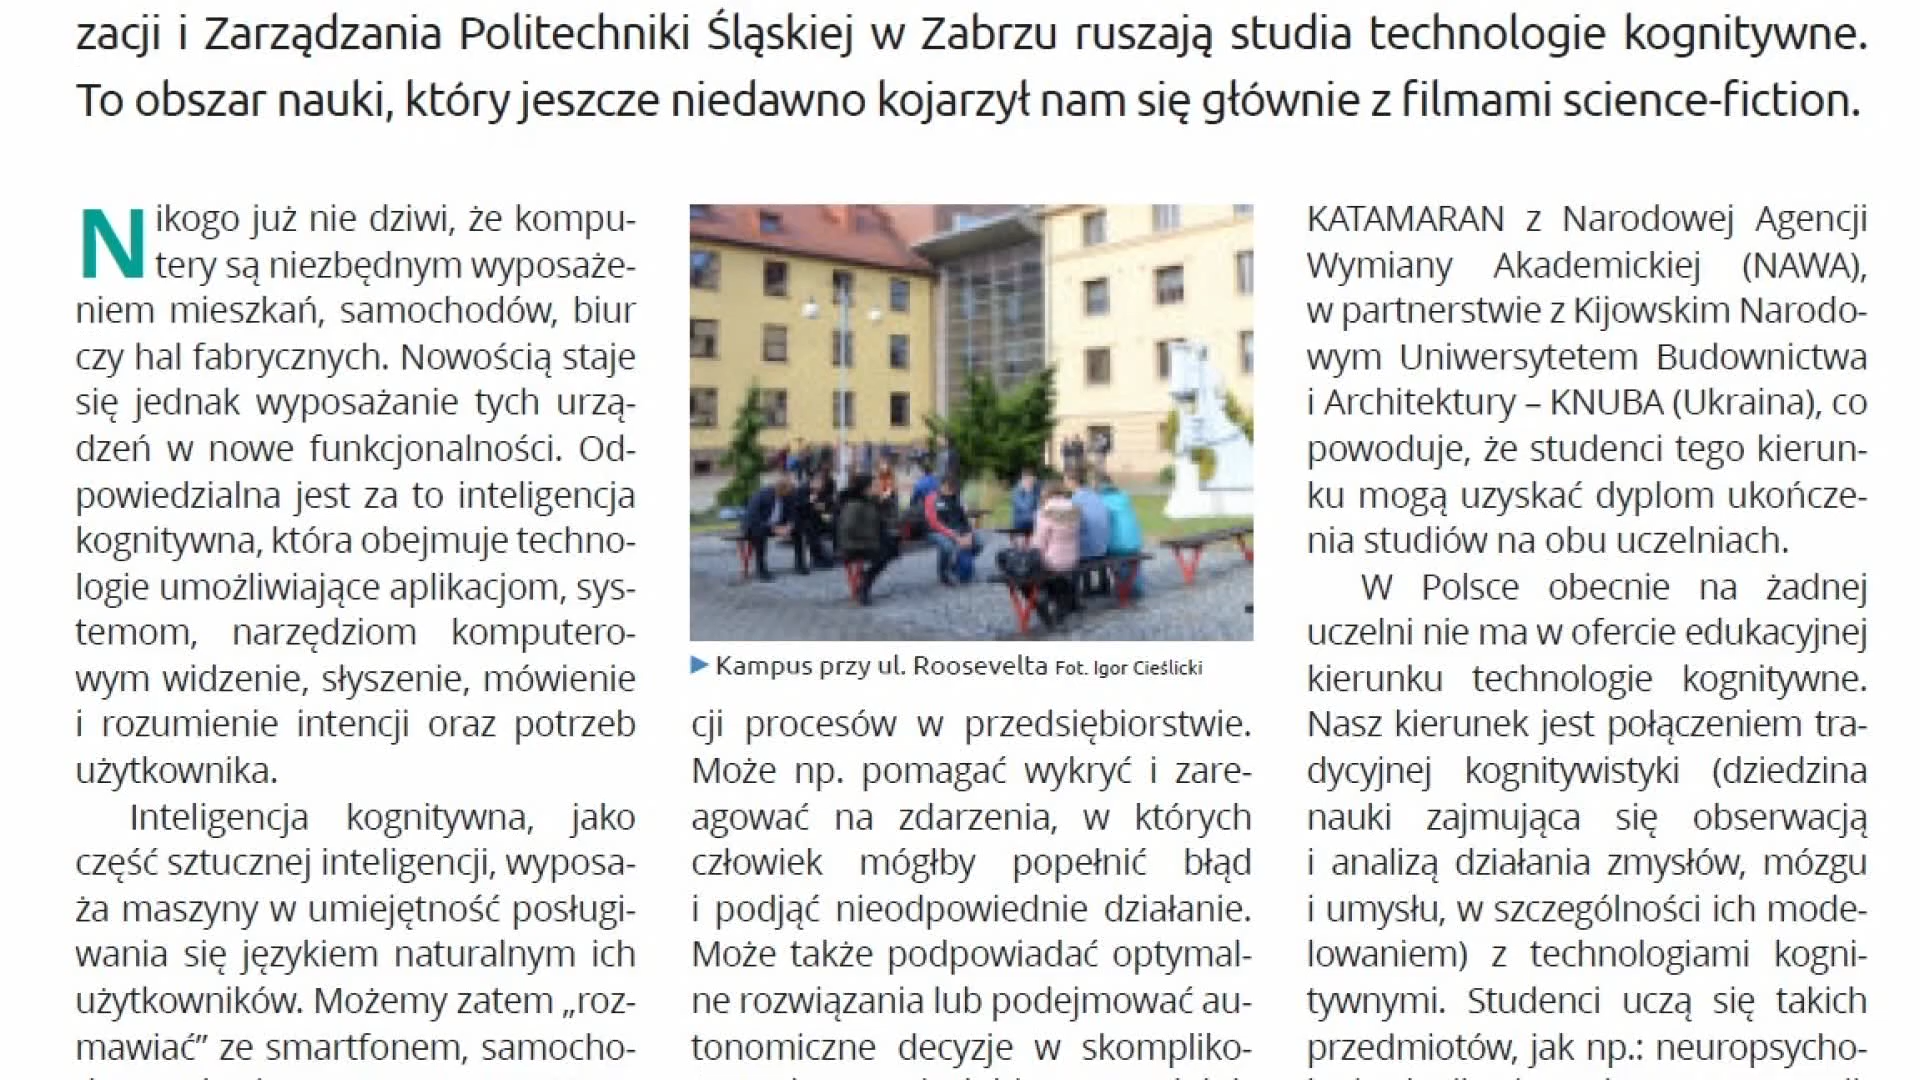 zacji i Zarządzania Politechniki Śląskiej w Zabrzu ruszają studia technologie kognitywne.
To obszar nauki, który jeszcze niedawno kojarzył nam się głównie z filmami science-fiction.
Nikogo już nie dziwi, że kompu-
tery są niezbędnym wyposaże-
niem mieszkań, samochodów, biur
czy hal fabrycznych. Nowością staje
się jednak wyposażanie tych urzą-
dzeń w nowe funkcjonalności. Od-
powiedzialna jest za to inteligencja
kognitywna, która obejmuje techno-
logie umożliwiające aplikacjom, sys-
temom, narzędziom komputero-
wym widzenie, słyszenie, mówienie
i rozumienie intencji oraz potrzeb
użytkownika.
Inteligencja kognitywna, jako
część sztucznej inteligencji, wyposa-
ża maszyny w umiejętność posługi-
wania się językiem naturalnym ich
użytkowników. Możemy zatem „roz-
mawiać” ze smartfonem, samocho-
► Kampus przy ul. Roosevelta Fot. Igor Cieślicki
cji procesów w przedsiębiorstwie.
Może np. pomagać wykryć i zare-
agować na zdarzenia, w których
człowiek mógłby popełnić błąd
i podjąć nieodpowiednie działanie.
Może także podpowiadać optymal-
ne rozwiązania lub podejmować au-
tonomiczne decyzje w skompliko-
KATAMARAN z Narodowej Agencji
Wymiany Akademickiej (NAWA),
w partnerstwie z Kijowskim Narodo-
wym Uniwersytetem Budownictwa
i Architektury – KNUBA (Ukraina), co
powoduje, że studenci tego kierun-
ku mogą uzyskać dyplom ukończe-
nia studiów na obu uczelniach.
W Polsce obecnie na żadnej
uczelni nie ma w ofercie edukacyjnej
kierunku technologie kognitywne.
Nasz kierunek jest połączeniem tra-
dycyjnej kognitywistyki (dziedzina
nauki zajmująca się obserwacją
i analizą działania zmysłów, mózgu
i umysłu, w szczególności ich mode-
lowaniem) z technologiami kogni-
tywnymi. Studenci uczą się takich
przedmiotów, jak np.: neuropsycho-